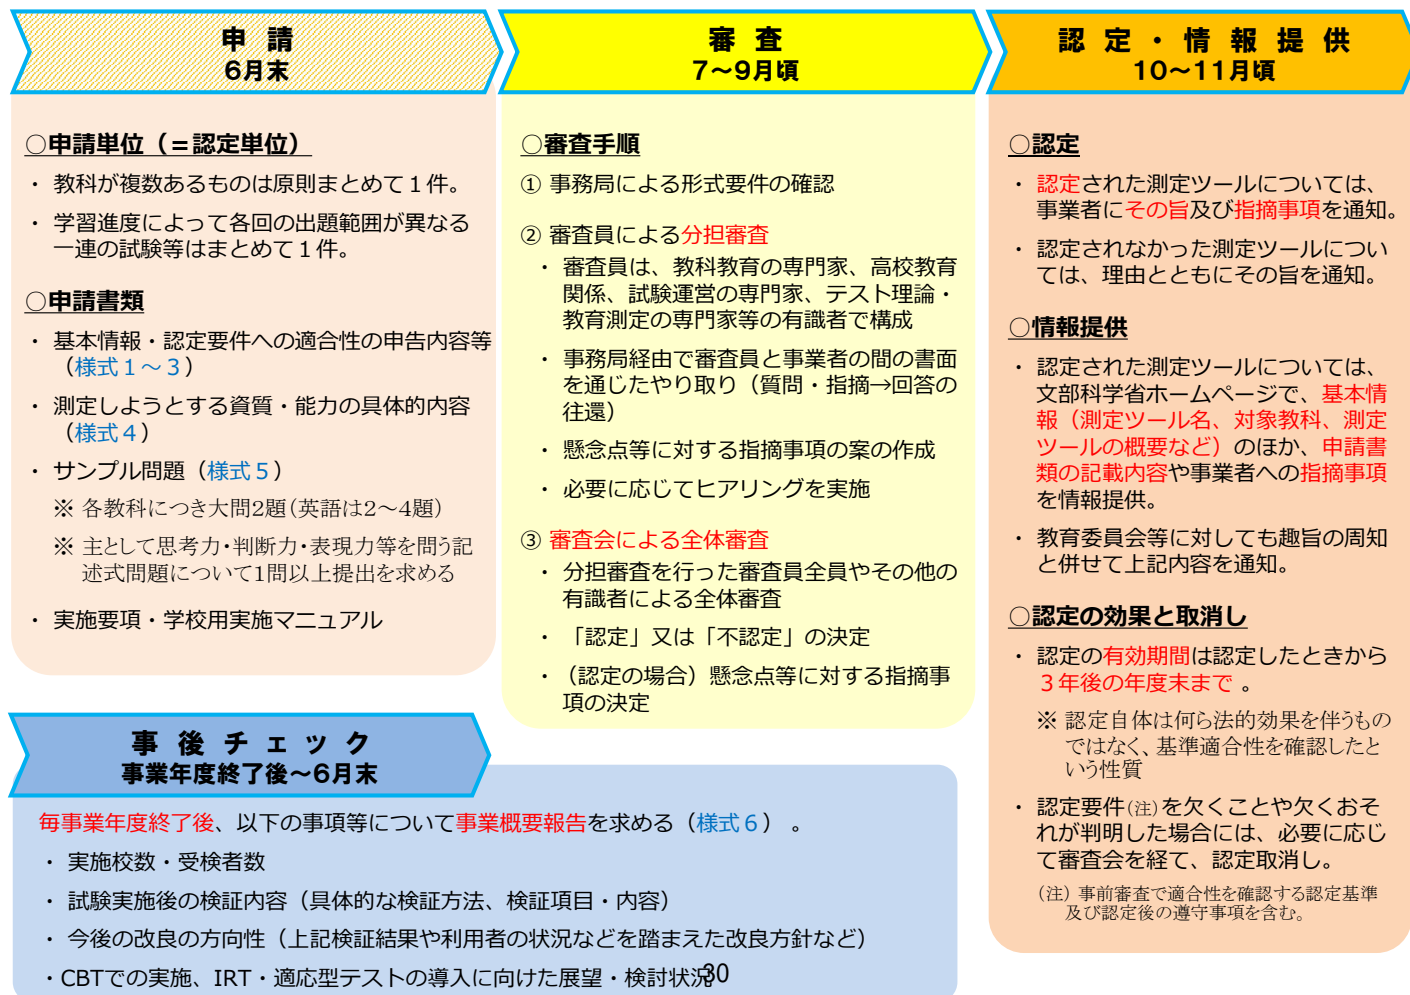 申 請
6月末
○申請単位（＝認定単位）
・ 教科が複数あるものは原則まとめて１件。
・ 学習進度によって各回の出題範囲が異なる
一連の試験等はまとめて１件。
○申請書類
・ 基本情報・認定要件への適合性の申告内容等
（様式１～３）
・ 測定しようとする資質・能力の具体的内容
（様式４）
・ サンプル問題（様式５）
※ 各教科につき大問2題（英語は2～4題）
※ 主として思考力・判断力・表現力等を問う記
述式問題について1問以上提出を求める
・ 実施要項・学校用実施マニュアル
審 査
7～9月頃
○審査手順
① 事務局による形式要件の確認
② 審査員による分担審査
・ 審査員は、教科教育の専門家、高校教育
関係、試験運営の専門家、テスト理論・
教育測定の専門家等の有識者で構成
・ 事務局経由で審査員と事業者の間の書面
を通じたやり取り（質問・指摘→回答の
往還）
・ 懸念点等に対する指摘事項の案の作成
・ 必要に応じてヒアリングを実施
③ 審査会による全体審査
・ 分担審査を行った審査員全員やその他の
有識者による全体審査
・ 「認定」又は「不認定」の決定
・ （認定の場合）懸念点等に対する指摘事
項の決定
認 定 ・ 情 報 提 供
10～11月頃
○認定
・ 認定された測定ツールについては、
事業者にその旨及び指摘事項を通知。
・ 認定されなかった測定ツールについ
ては、理由とともにその旨を通知。
○情報提供
・ 認定された測定ツールについては、
文部科学省ホームページで、基本情
報（測定ツール名、対象教科、測定
ツールの概要など）のほか、申請書
類の記載内容や事業者への指摘事項
を情報提供。
・ 教育委員会等に対しても趣旨の周知
と併せて上記内容を通知。
○認定の効果と取消し
・ 認定の有効期間は認定したときから
３年後の年度末まで 。
※ 認定自体は何ら法的効果を伴うもの
ではなく、基準適合性を確認したと
いう性質
・ 認定要件（注）を欠くことや欠くおそ
れが判明した場合には、必要に応じ
て審査会を経て、認定取消し。
（注） 事前審査で適合性を確認する認定基準
及び認定後の遵守事項を含む。
事 後 チ ェ ッ ク
事業年度終了後～6月末
毎事業年度終了後、以下の事項等について事業概要報告を求める（様式６） 。
・ 実施校数・受検者数
・ 試験実施後の検証内容（具体的な検証方法、検証項目・内容）
・ 今後の改良の方向性（上記検証結果や利用者の状況などを踏まえた改良方針など）
・CBTでの実施、IRT・適応型テストの導入に向けた展望・検討状況
30